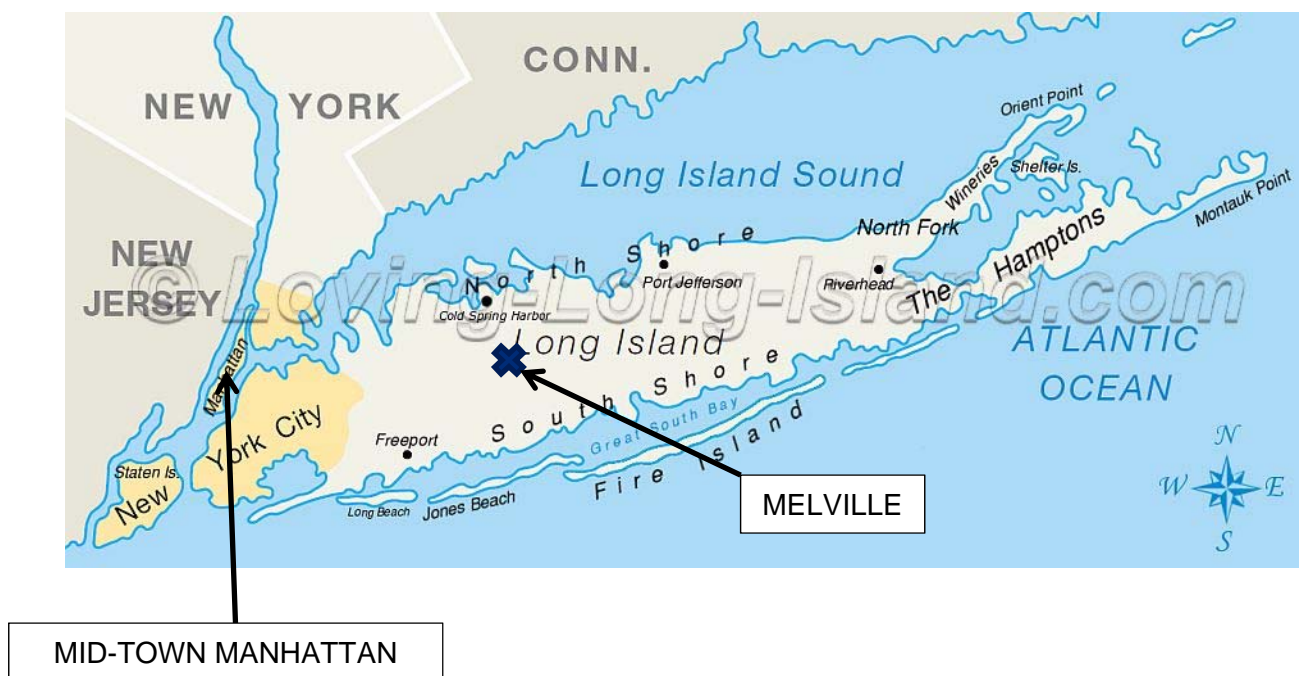 CONN.
NEW YORK
Orient Point
Long Island Sound
Wineries
Shelter Is.
Montauk Point
North Fork
North Shore
NEW
JERSEY
The Hamptons
Port Jefferson
Riverhead
© Loving-Long-Island.com
Cold Spring Harbor
Long Island
ATLANTIC
OCEAN
Manhattan
South Shore
Great South Bay
Fire Island
Freeport
New York City
Staten Is.
Long Beach
Jones Beach
MELVILLE
N
W E
S
MID-TOWN MANHATTAN